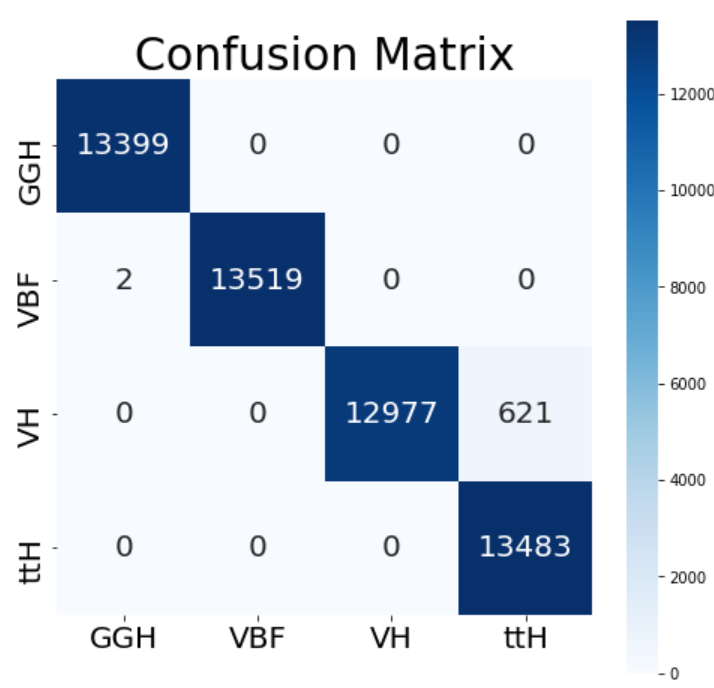 Confusion Matrix
GGH 13399 0 0 0
VBF 2 13519 0 0
VH 0 0 12977 621
ttH 0 0 0 13483
GGH VBF VH ttH
12000
10000
8000
6000
4000
2000
0